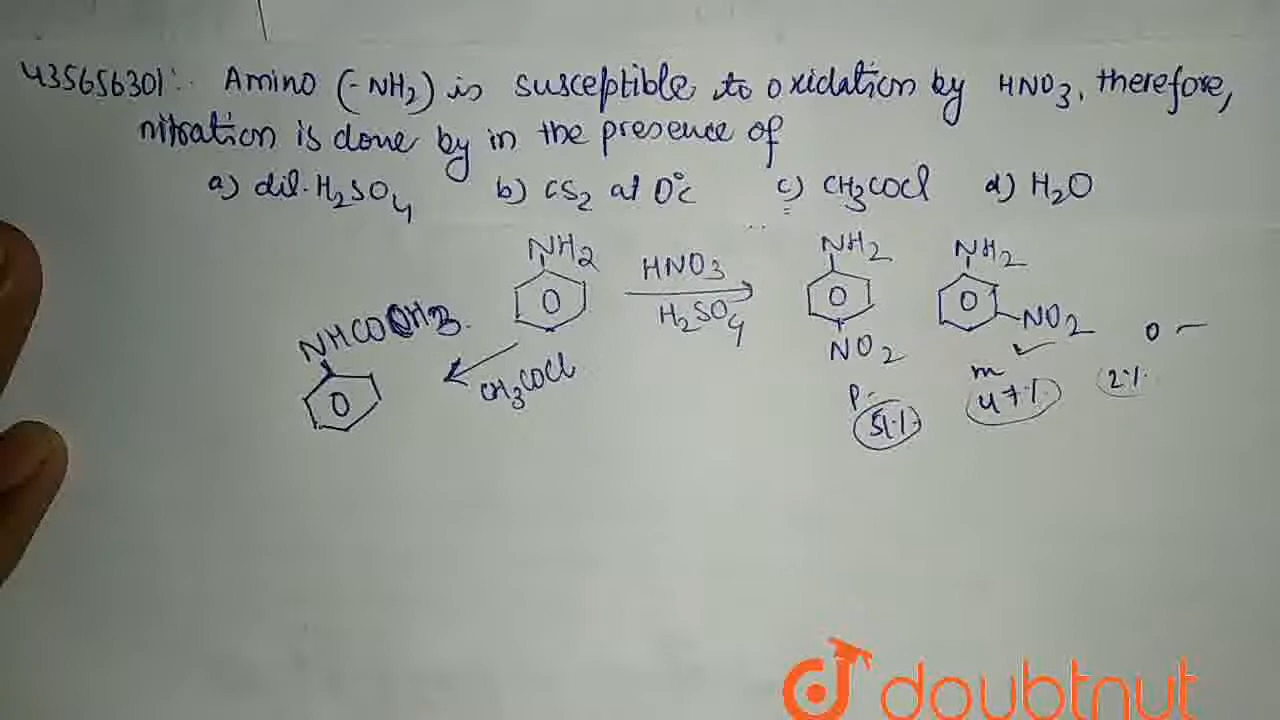 435656301:. Amino (-NH2) is susceptible to oxidation by HNO3, therefore,
nitration is done by in the presence of
a) dil. H2SO4 b) CS2 at 0°C c) CH3COCl d) H2O
NH2 HNO3 NH2 NH2
H2SO4 NO2 o -
NHCOCH3. NO2
CH3COCl m
p. 47% 2%.
51%.
doubtnut